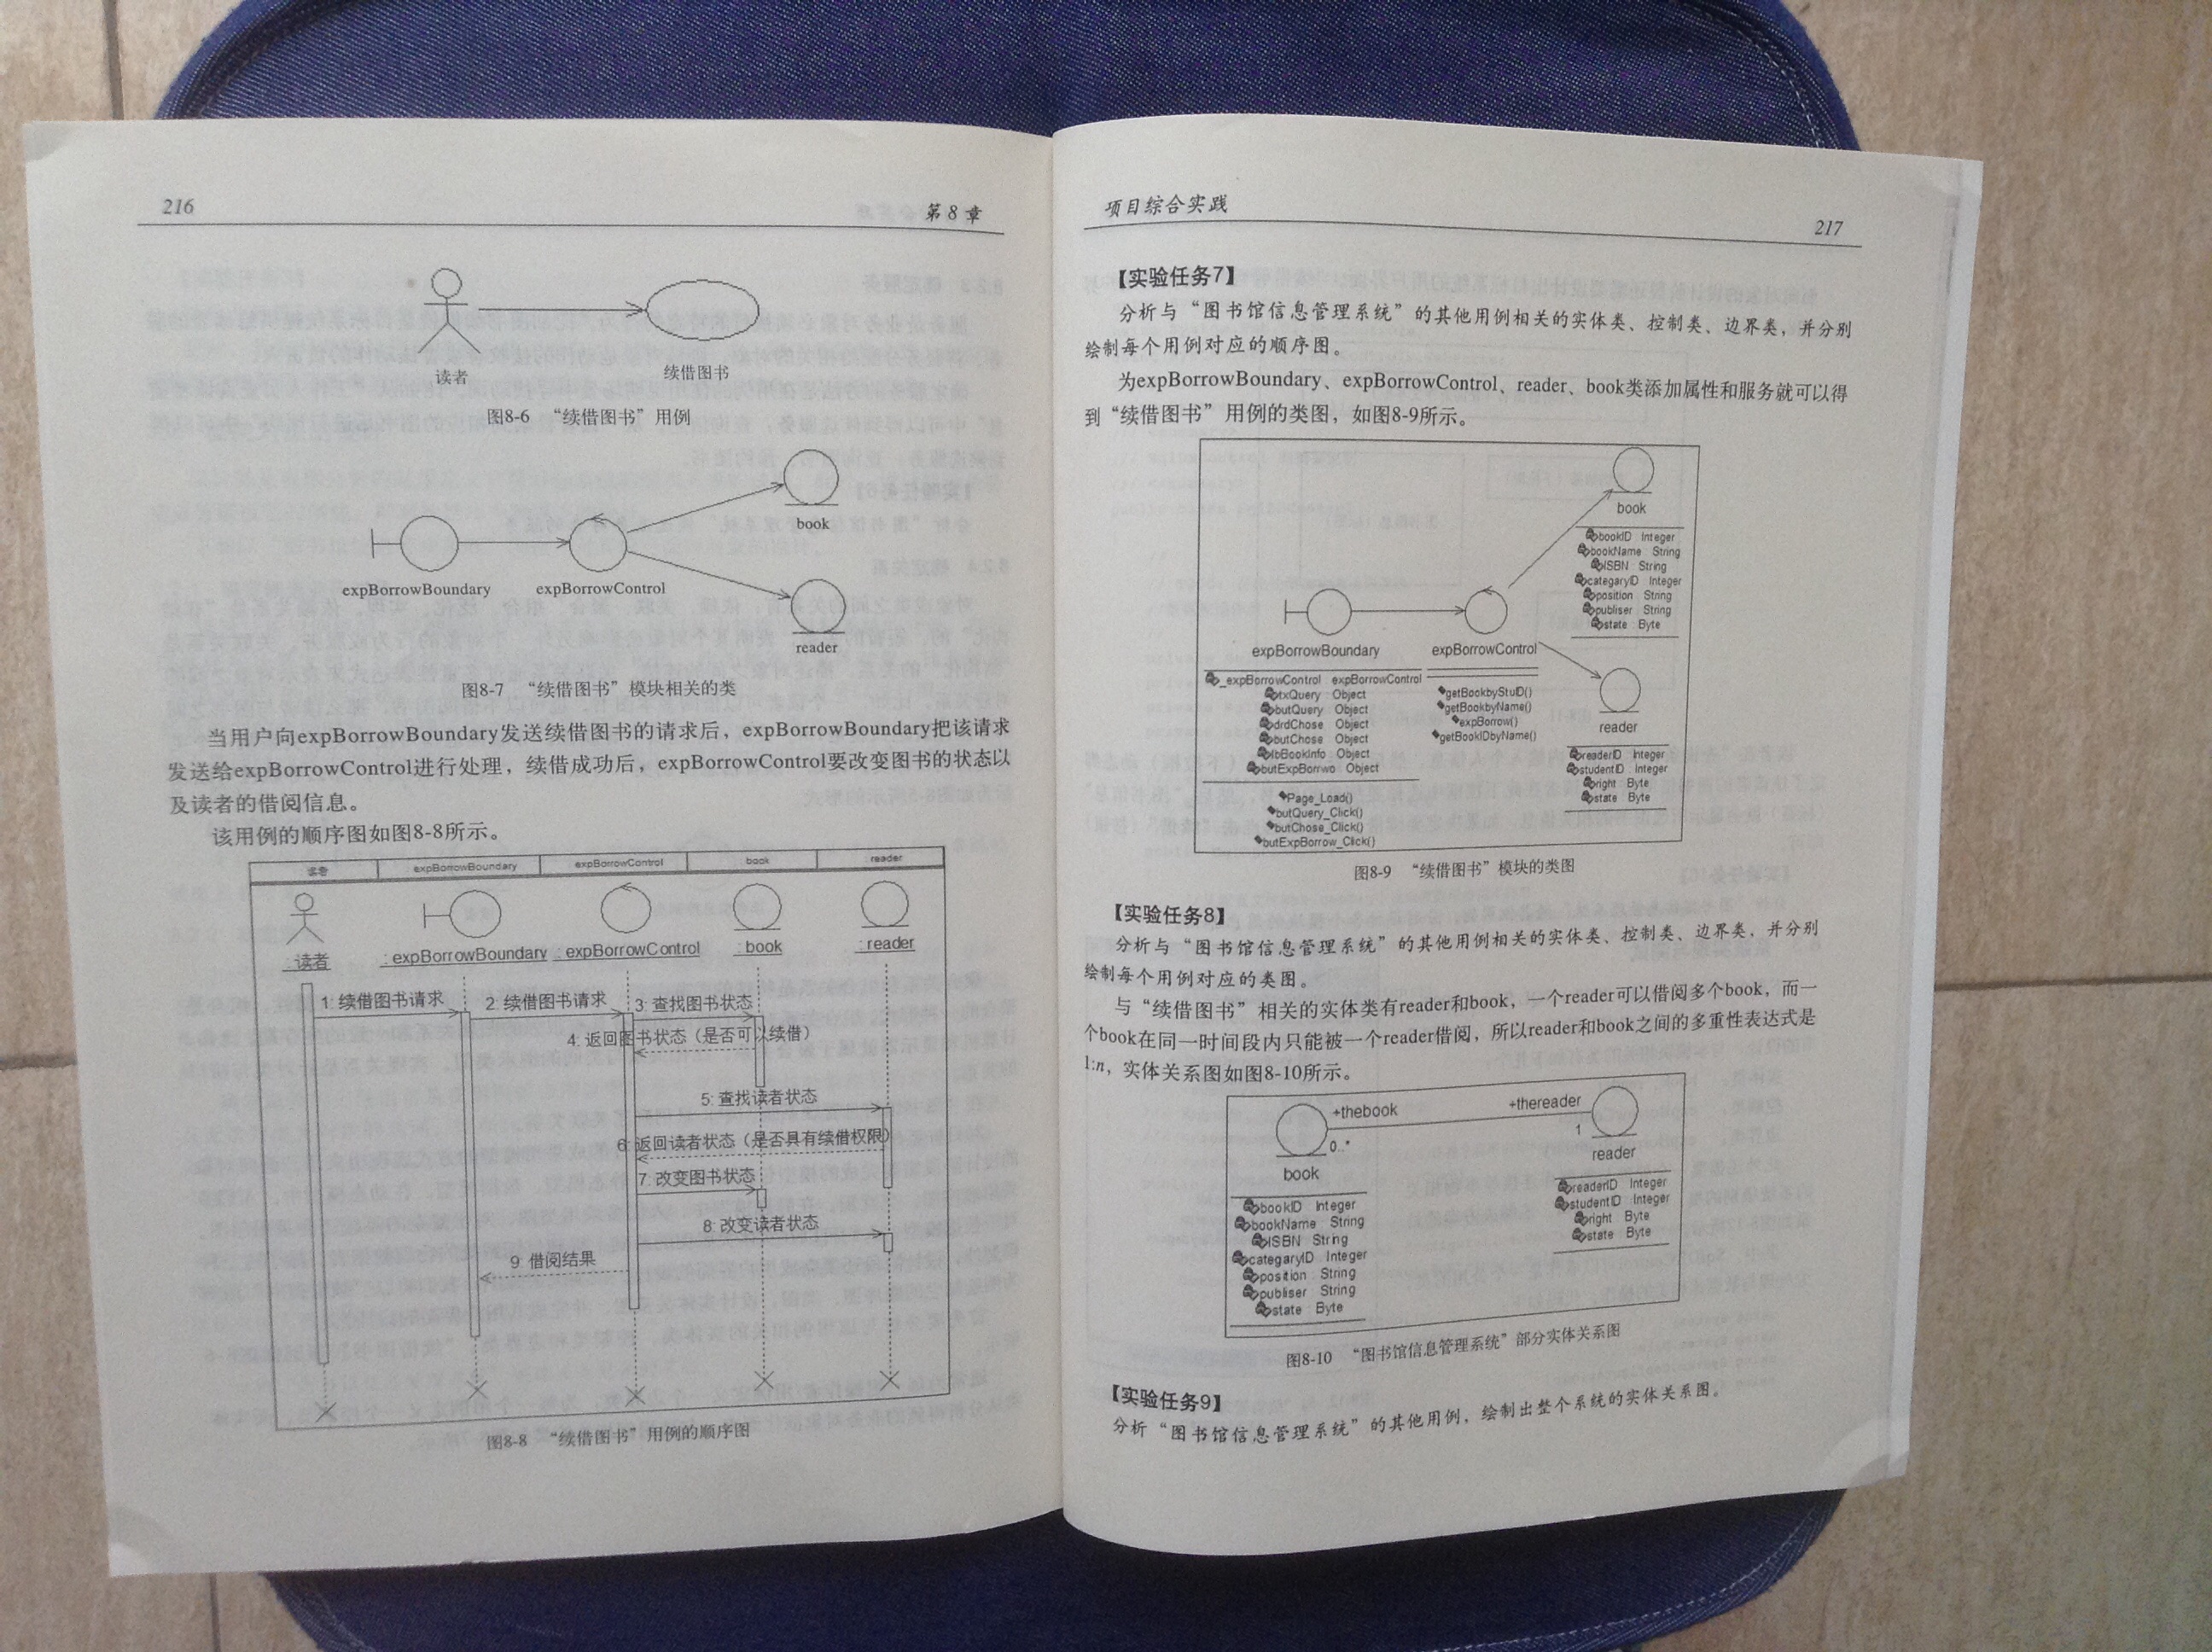 216
第8章
读者
续借图书
图8-6 “续借图书”用例
book
expBorrowBoundary
expBorrowControl
reader
图8-7 “续借图书”模块相关的类
当用户向expBorrowBoundary发送续借图书的请求后，expBorrowBoundary把该请求
发送给expBorrowControl进行处理，续借成功后，expBorrowControl要改变图书的状态以
及读者的借阅信息。
该用例的顺序图如图8-8所示。
读者 expBorrowBoundary expBorrowControl book reader
: 读者 : expBorrowBoundary : expBorrowControl : book : reader
1: 续借图书请求
2: 续借图书请求
3: 查找图书状态
4: 返回图书状态（是否可以续借）
5: 查找读者状态
6: 返回读者状态（是否具有续借权限）
7: 改变图书状态
8: 改变读者状态
9: 借阅结果
图8-8 “续借图书”用例的顺序图
项目综合实践
217
【实验任务7】
分析与“图书馆信息管理系统”的其他用例相关的实体类、控制类、边界类，并分别
绘制每个用例对应的顺序图。
为expBorrowBoundary、expBorrowControl、reader、book类添加属性和服务就可以得
到“续借图书”用例的类图，如图8-9所示。
book
bookID : Integer
bookName : String
ISBN : String
categaryID : Integer
position : String
publiser : String
state : Byte
expBorrowBoundary
_expBorrowControl : expBorrowControl
txQuery : Object
butQuery : Object
drdChose : Object
butChose : Object
lbBookInfo : Object
butExpBorrwo : Object
Page_Load()
butQuery_Click()
butChose_Click()
butExpBorrow_Click()
expBorrowControl
getBookbyStuID()
getBookbyName()
expBorrow()
getBookIDbyName()
reader
readerID : Integer
studentID : Integer
right : Byte
state : Byte
图8-9 “续借图书”模块的类图
【实验任务8】
分析与“图书馆信息管理系统”的其他用例相关的实体类、控制类、边界类，并分别
绘制每个用例对应的类图。
与“续借图书”相关的实体类有reader和book，一个reader可以借阅多个book，而一
个book在同一时间段内只能被一个reader借阅，所以reader和book之间的多重性表达式是
1:n，实体关系图如图8-10所示。
+thebook
+thereader
0..*
1
book
bookID : Integer
bookName : String
ISBN : String
categaryID : Integer
position : String
publiser : String
state : Byte
reader
readerID : Integer
studentID : Integer
right : Byte
state : Byte
图8-10 “图书馆信息管理系统”部分实体关系图
【实验任务9】
分析“图书馆信息管理系统”的其他用例，绘制出整个系统的实体关系图。